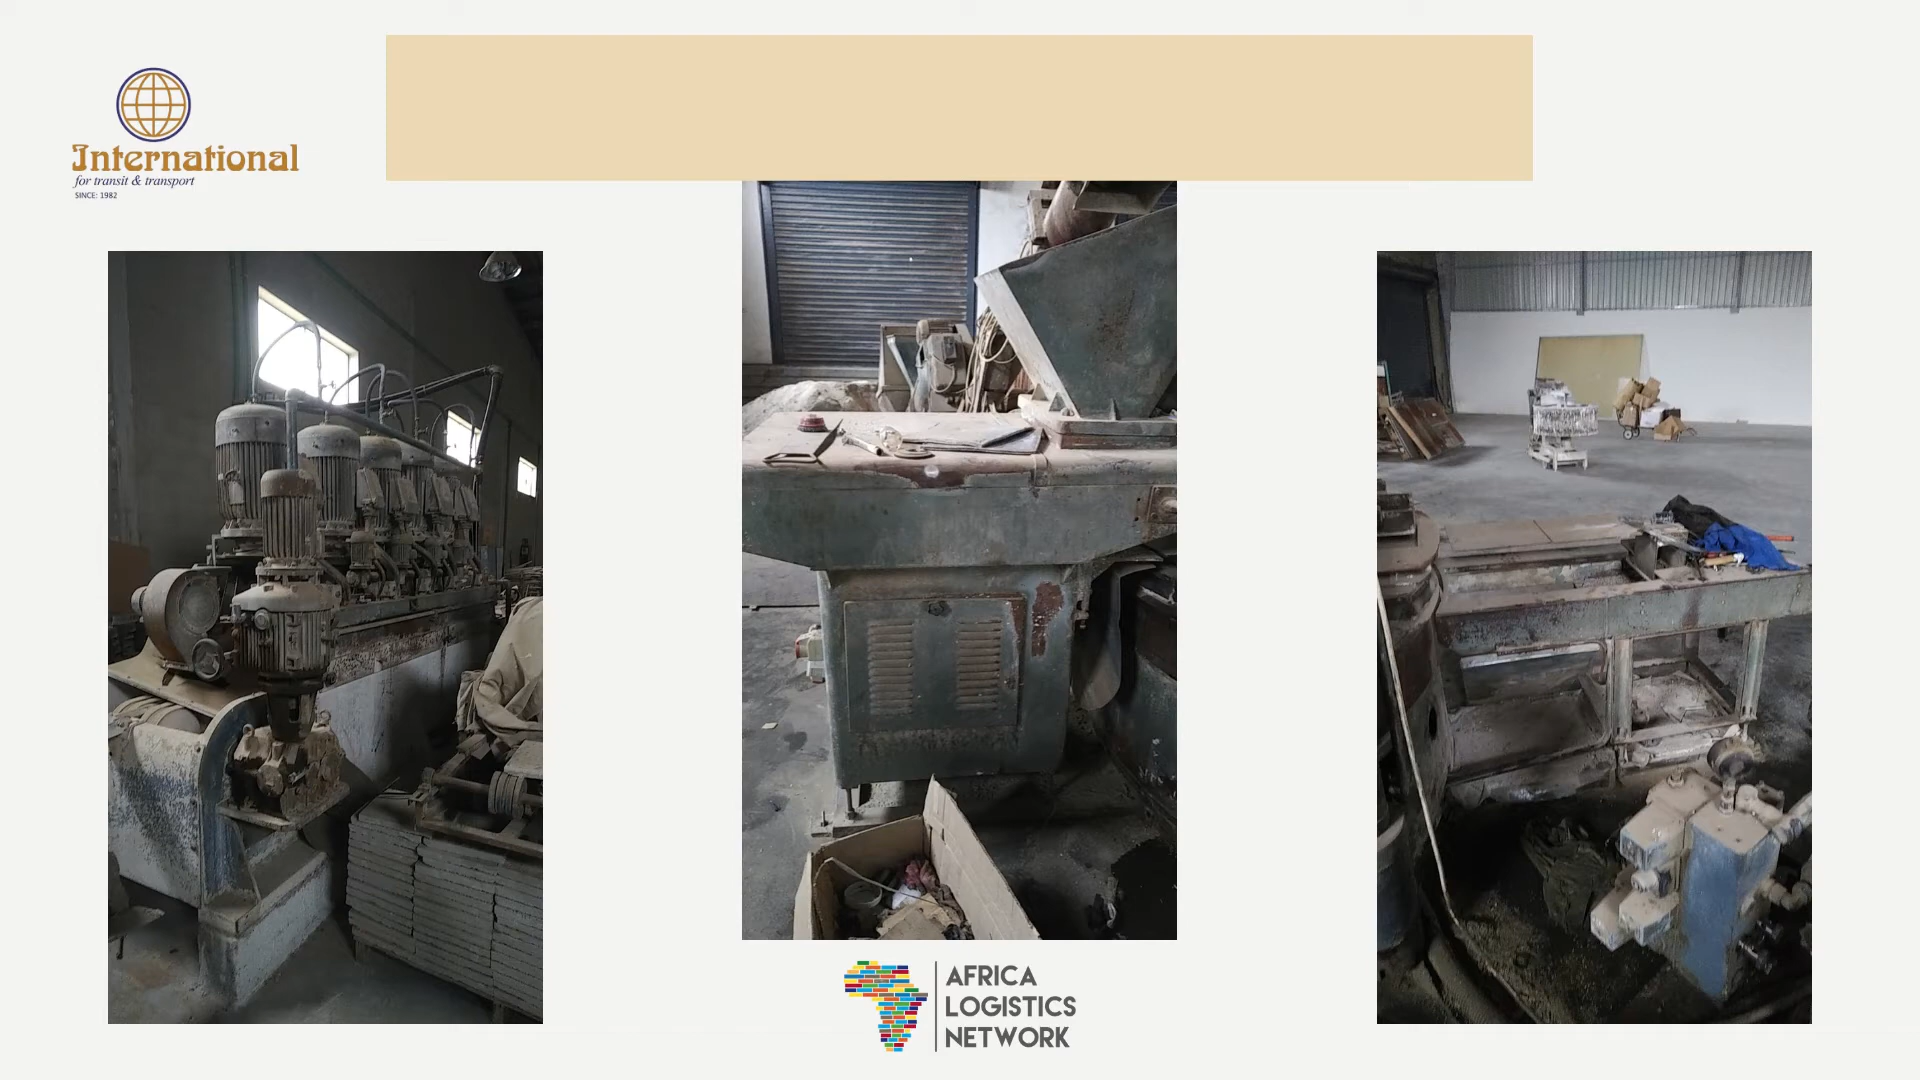 International
for transit & transport
SINCE: 1982
AFRICA
LOGISTICS
NETWORK